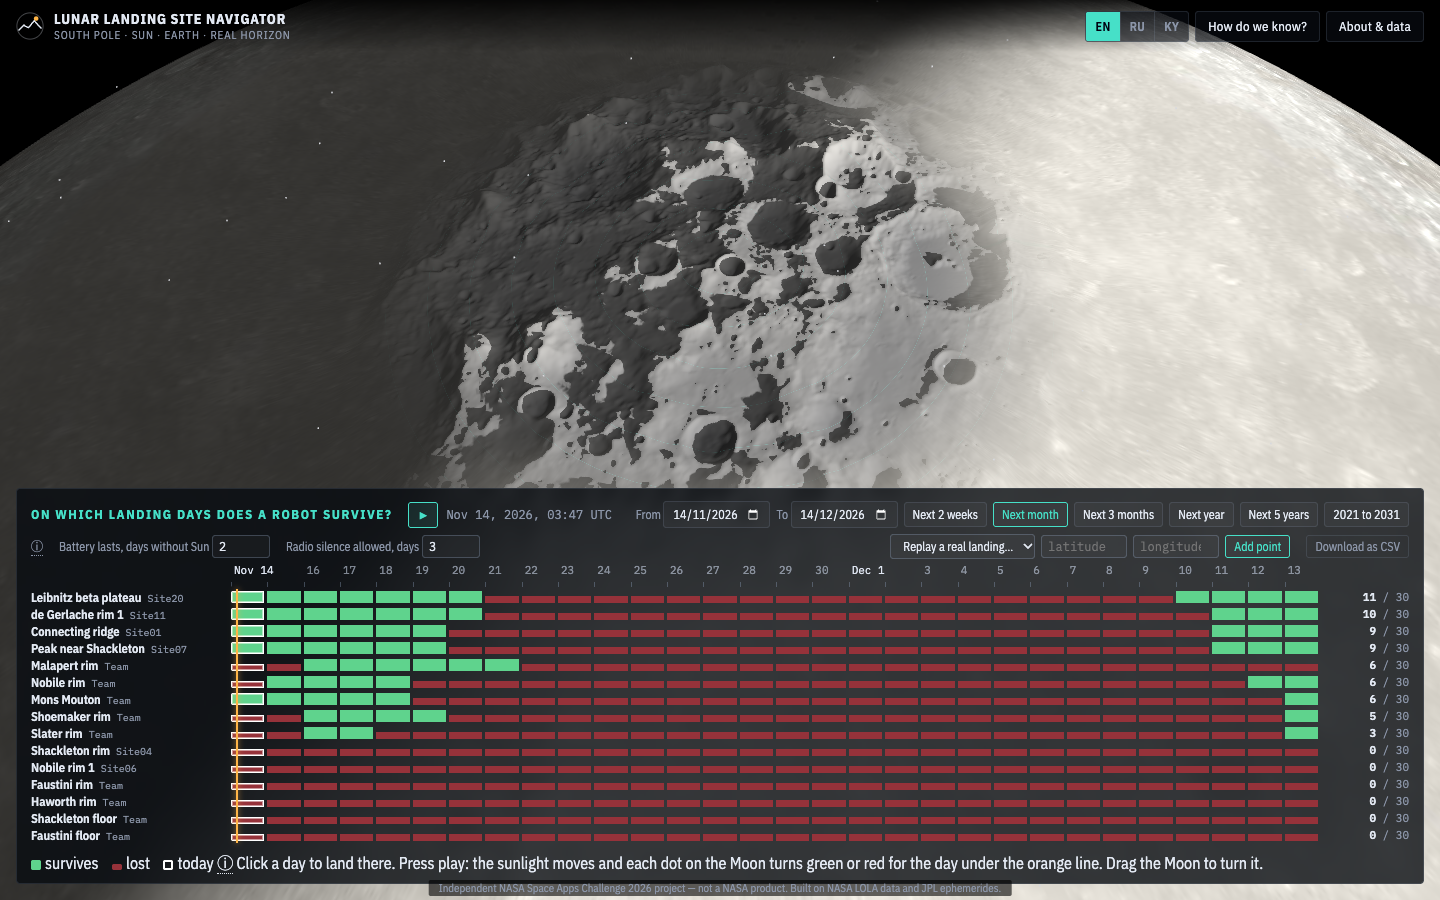 LUNAR LANDING SITE NAVIGATOR
SOUTH POLE · SUN · EARTH · REAL HORIZON
EN RU KY How do we know? About & data
ON WHICH LANDING DAYS DOES A ROBOT SURVIVE? ▶ Nov 14, 2026, 03:47 UTC From 14/11/2026 To 14/12/2026 Next 2 weeks Next month Next 3 months Next year Next 5 years 2021 to 2031
ⓘ Battery lasts, days without Sun 2 Radio silence allowed, days 3 Replay a real landing... latitude longitude Add point Download as CSV
Nov 14 16 17 18 19 20 21 22 23 24 25 26 27 28 29 30 Dec 1 3 4 5 6 7 8 9 10 11 12 13
Leibnitz beta plateau Site20 11 / 30
de Gerlache rim 1 Site11 10 / 30
Connecting ridge Site01 9 / 30
Peak near Shackleton Site07 9 / 30
Malapert rim Team 6 / 30
Nobile rim Team 6 / 30
Mons Mouton Team 6 / 30
Shoemaker rim Team 5 / 30
Slater rim Team 3 / 30
Shackleton rim Site04 0 / 30
Nobile rim 1 Site06 0 / 30
Faustini rim Team 0 / 30
Haworth rim Team 0 / 30
Shackleton floor Team 0 / 30
Faustini floor Team 0 / 30
survives lost today ⓘ Click a day to land there. Press play: the sunlight moves and each dot on the Moon turns green or red for the day under the orange line. Drag the Moon to turn it.
Independent NASA Space Apps Challenge 2026 project — not a NASA product. Built on NASA LOLA data and JPL ephemerides.